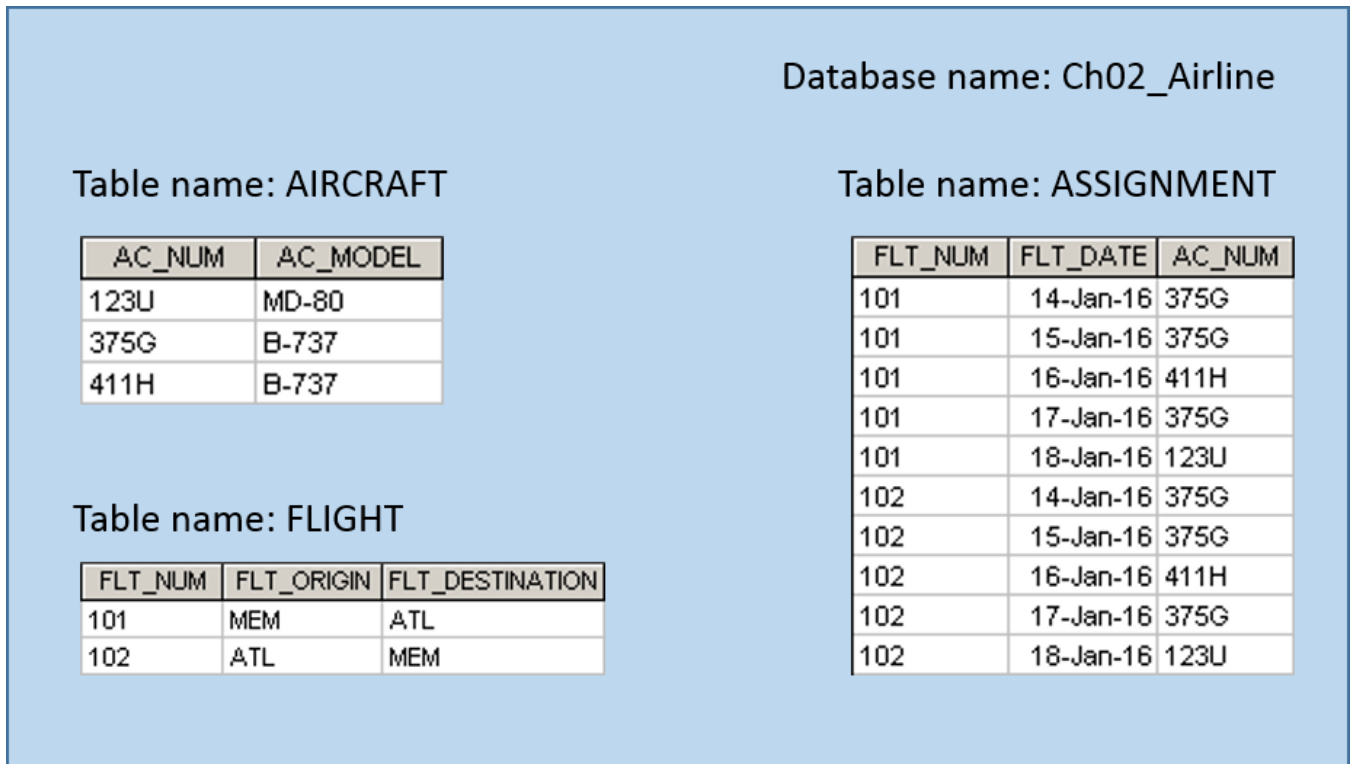 Database name: Ch02_Airline
Table name: AIRCRAFT
AC_NUM AC_MODEL
123U MD-80
375G B-737
411H B-737
Table name: FLIGHT
FLT_NUM FLT_ORIGIN FLT_DESTINATION
101 MEM ATL
102 ATL MEM
Table name: ASSIGNMENT
FLT_NUM FLT_DATE AC_NUM
101 14-Jan-16 375G
101 15-Jan-16 375G
101 16-Jan-16 411H
101 17-Jan-16 375G
101 18-Jan-16 123U
102 14-Jan-16 375G
102 15-Jan-16 375G
102 16-Jan-16 411H
102 17-Jan-16 375G
102 18-Jan-16 123U